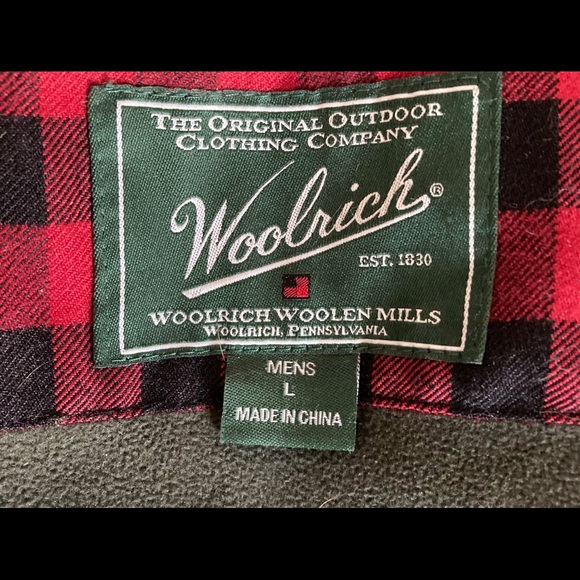 THE ORIGINAL OUTDOOR
CLOTHING COMPANY
Woolrich®
EST. 1830
WOOLRICH WOOLEN MILLS
WOOLRICH, PENNSYLVANIA
MENS
L
MADE IN CHINA